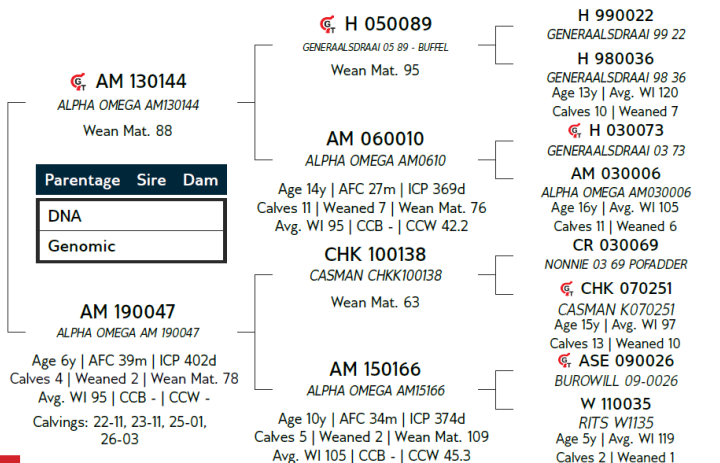 AM 130144
ALPHA OMEGA AM130144
Wean Mat. 88
Parentage Sire Dam
DNA
Genomic
AM 190047
ALPHA OMEGA AM 190047
Age 6y | AFC 39m | ICP 402d
Calves 4 | Weaned 2 | Wean Mat. 78
Avg. WI 95 | CCB - | CCW -
Calvings: 22-11, 23-11, 25-01,
26-03
H 050089
GENERAALSDRAAI 05 89 - BUFFEL
Wean Mat. 95
AM 060010
ALPHA OMEGA AM0610
Age 14y | AFC 27m | ICP 369d
Calves 11 | Weaned 7 | Wean Mat. 76
Avg. WI 95 | CCB - | CCW 42.2
CHK 100138
CASMAN CHKK100138
Wean Mat. 63
AM 150166
ALPHA OMEGA AM15166
Age 10y | AFC 34m | ICP 374d
Calves 5 | Weaned 2 | Wean Mat. 109
Avg. WI 105 | CCB - | CCW 45.3
H 990022
GENERAALSDRAAI 99 22
H 980036
GENERAALSDRAAI 98 36
Age 13y | Avg. WI 120
Calves 10 | Weaned 7
H 030073
GENERAALSDRAAI 03 73
AM 030006
ALPHA OMEGA AM030006
Age 16y | Avg. WI 105
Calves 11 | Weaned 6
CR 030069
NONNIE 03 69 POFADDER
CHK 070251
CASMAN K070251
Age 15y | Avg. WI 97
Calves 13 | Weaned 10
ASE 090026
BUROWILL 09-0026
W 110035
RITS W1135
Age 5y | Avg. WI 119
Calves 2 | Weaned 1